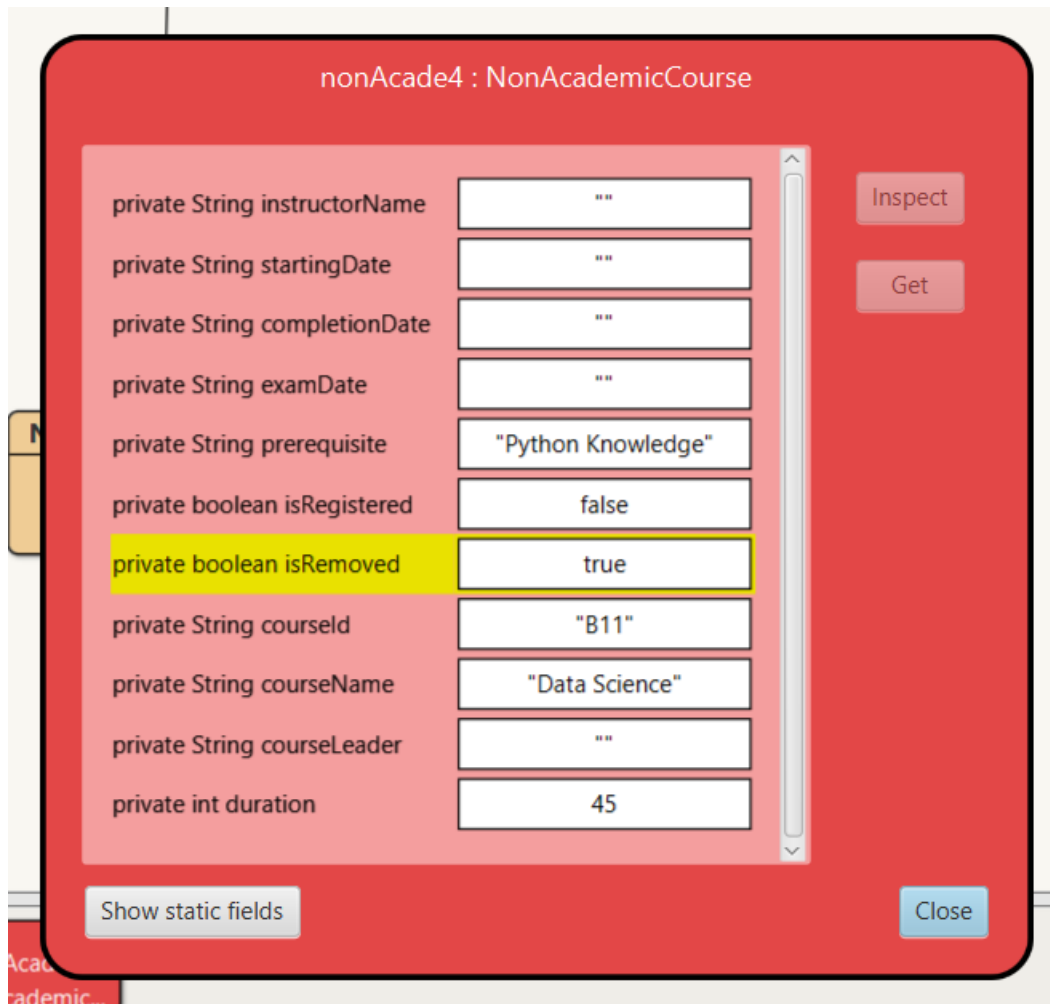 nonAcade4 : NonAcademicCourse
private String instructorName ""
Inspect
private String startingDate ""
Get
private String completionDate ""
private String examDate ""
private String prerequisite "Python Knowledge"
private boolean isRegistered false
private boolean isRemoved true
private String courseId "B11"
private String courseName "Data Science"
private String courseLeader ""
private int duration 45
Show static fields
Close